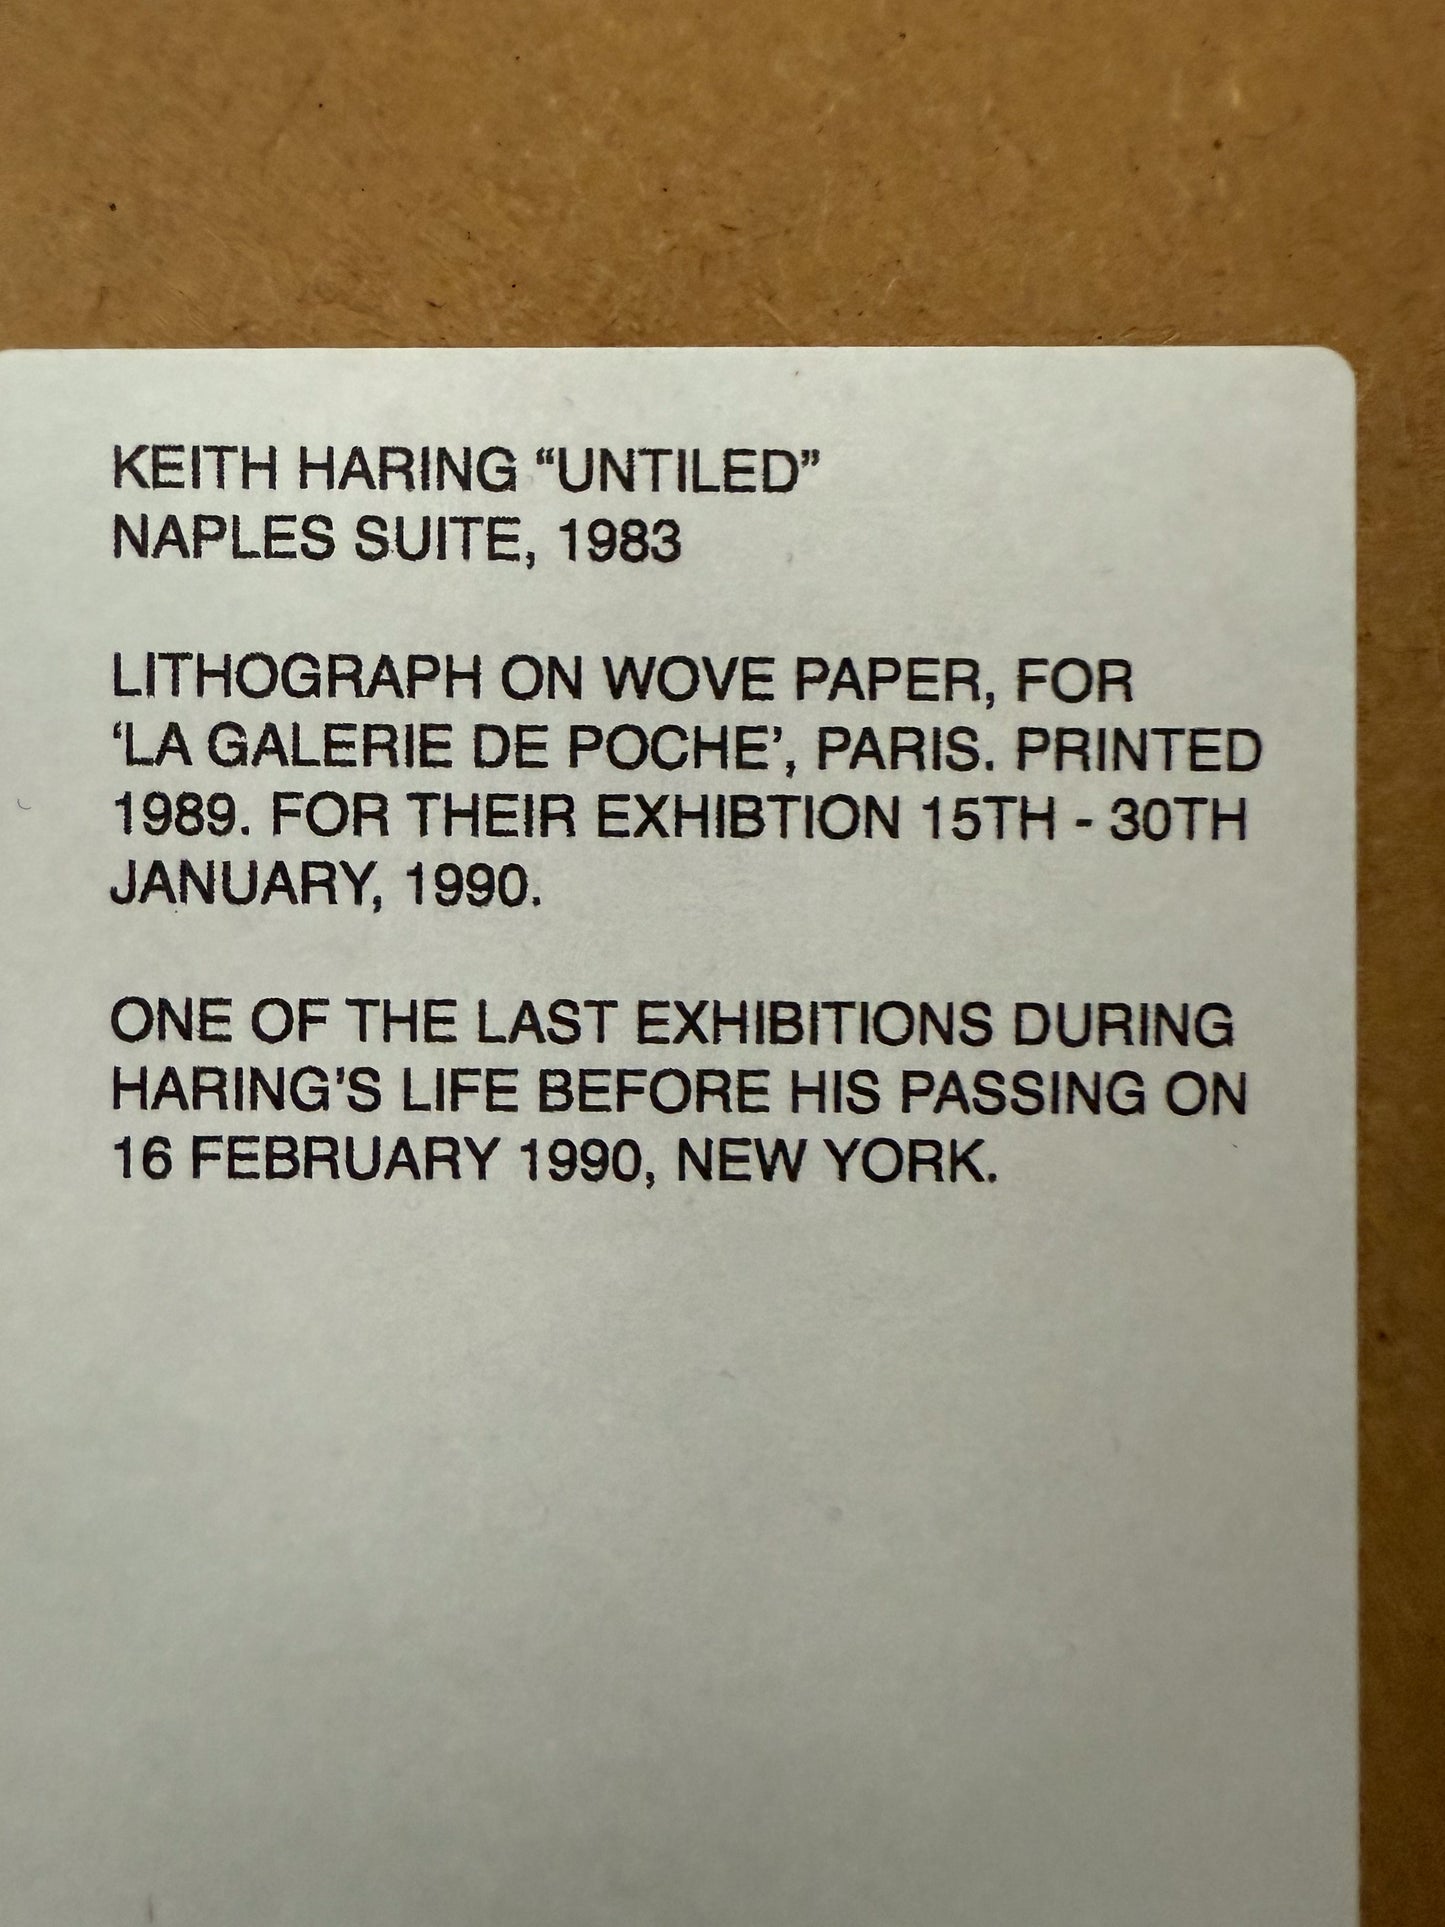 KEITH HARING “UNTILED”
NAPLES SUITE, 1983
LITHOGRAPH ON WOVE PAPER, FOR
‘LA GALERIE DE POCHE’, PARIS. PRINTED
1989. FOR THEIR EXHIBTION 15TH - 30TH
JANUARY, 1990.
ONE OF THE LAST EXHIBITIONS DURING
HARING’S LIFE BEFORE HIS PASSING ON
16 FEBRUARY 1990, NEW YORK.